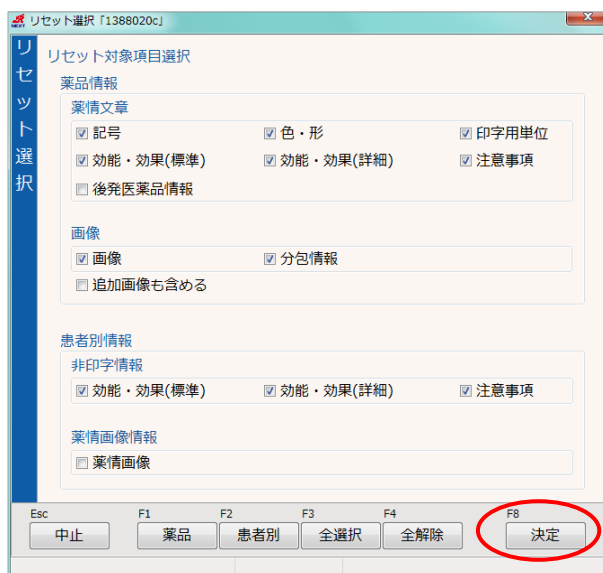 リセット選択「1388020c」
リセット選択
リセット対象項目選択
薬品情報
薬情文章
記号 色・形 印字用単位
効能・効果(標準) 効能・効果(詳細) 注意事項
後発医薬品情報
画像
画像 分包情報
追加画像も含める
患者別情報
非印字情報
効能・効果(標準) 効能・効果(詳細) 注意事項
薬情画像情報
薬情画像
Esc F1 F2 F3 F4 F8
中止 薬品 患者別 全選択 全解除 決定